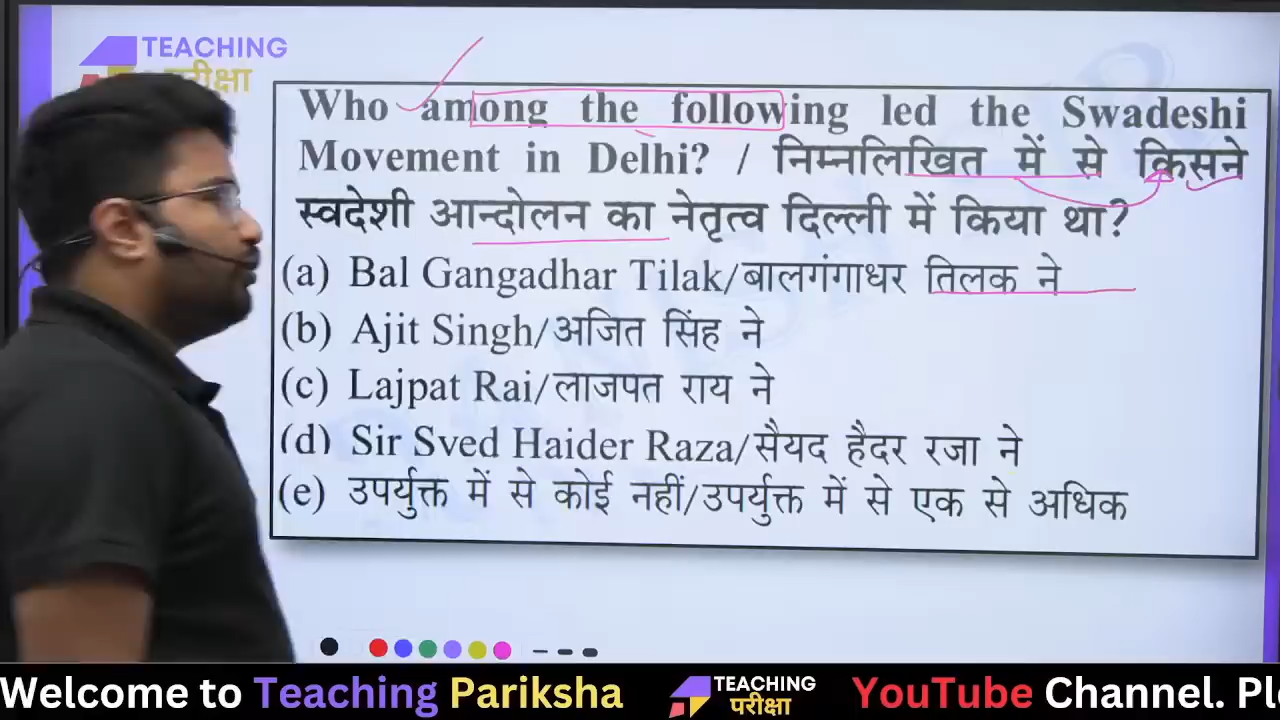 TEACHING
परीक्षा
Who among the following led the Swadeshi
Movement in Delhi? / निम्नलिखित में से किसने
स्वदेशी आन्दोलन का नेतृत्व दिल्ली में किया था?
(a) Bal Gangadhar Tilak/बालगंगाधर तिलक ने
(b) Ajit Singh/अजित सिंह ने
(c) Lajpat Rai/लाजपत राय ने
(d) Sir Sved Haider Raza/सैयद हैदर रजा ने
(e) उपर्युक्त में से कोई नहीं/उपर्युक्त में से एक से अधिक
Welcome to Teaching Pariksha TEACHING परीक्षा YouTube Channel. Pl